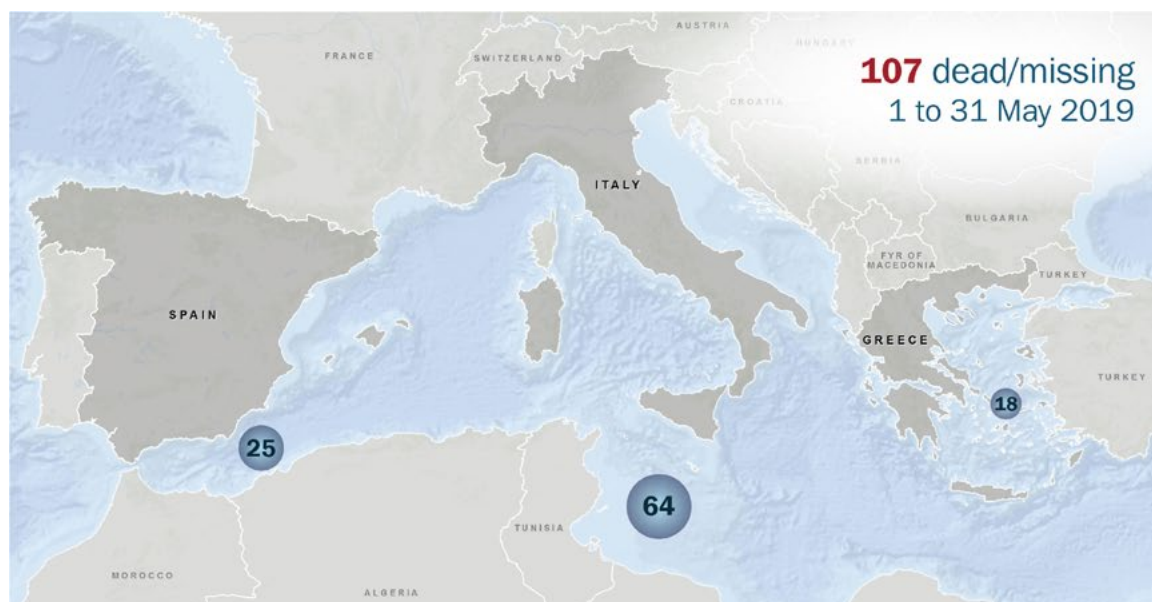 AUSTRIA
FRANCE
SWITZERLAND
HUNGARY
107 dead/missing
1 to 31 May 2019
CROATIA
SERBIA
ITALY
BULGARIA
FYR OF
MACEDONIA
TURKEY
SPAIN
GREECE
TURKEY
18
25
64
TUNISIA
MOROCCO
ALGERIA